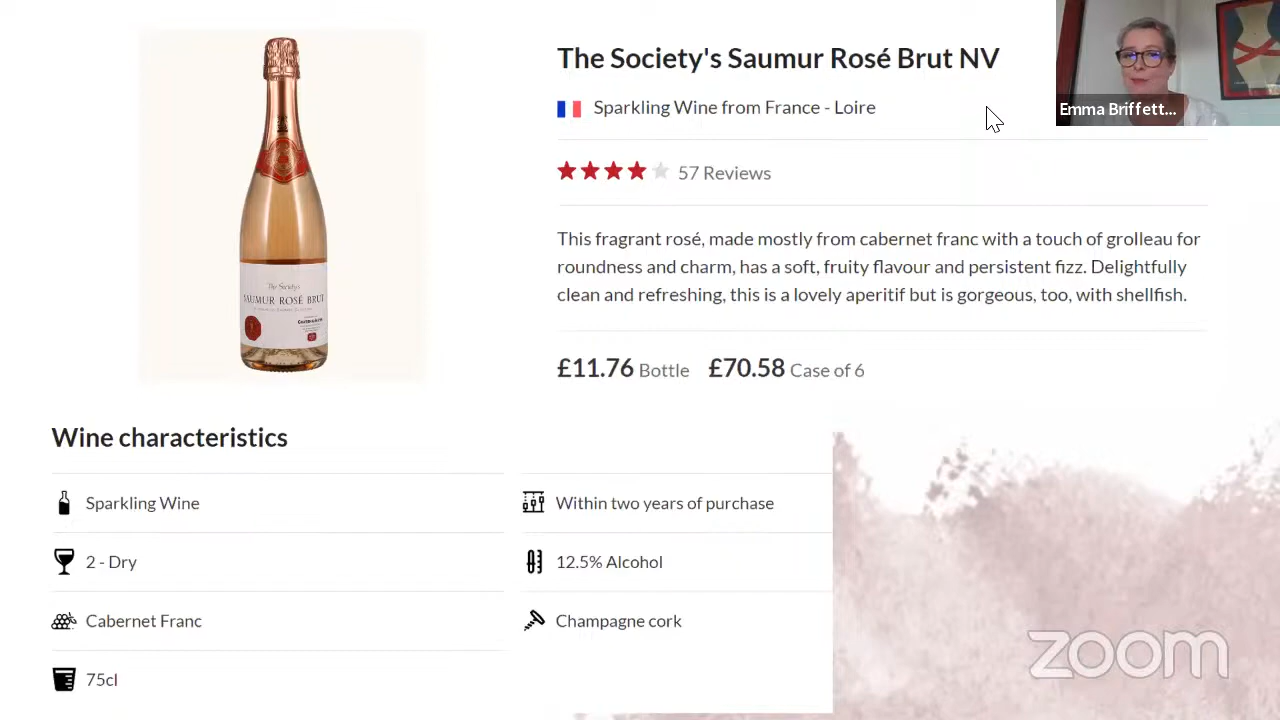 The Society's Saumur Rosé Brut NV
Emma Briffett...
Sparkling Wine from France - Loire
57 Reviews
This fragrant rosé, made mostly from cabernet franc with a touch of grolleau for
roundness and charm, has a soft, fruity flavour and persistent fizz. Delightfully
clean and refreshing, this is a lovely aperitif but is gorgeous, too, with shellfish.
The Society's
SAUMUR ROSÉ BRUT
£11.76 Bottle £70.58 Case of 6
Wine characteristics
Sparkling Wine
Within two years of purchase
2 - Dry
12.5% Alcohol
Cabernet Franc
Champagne cork
75cl
zoom